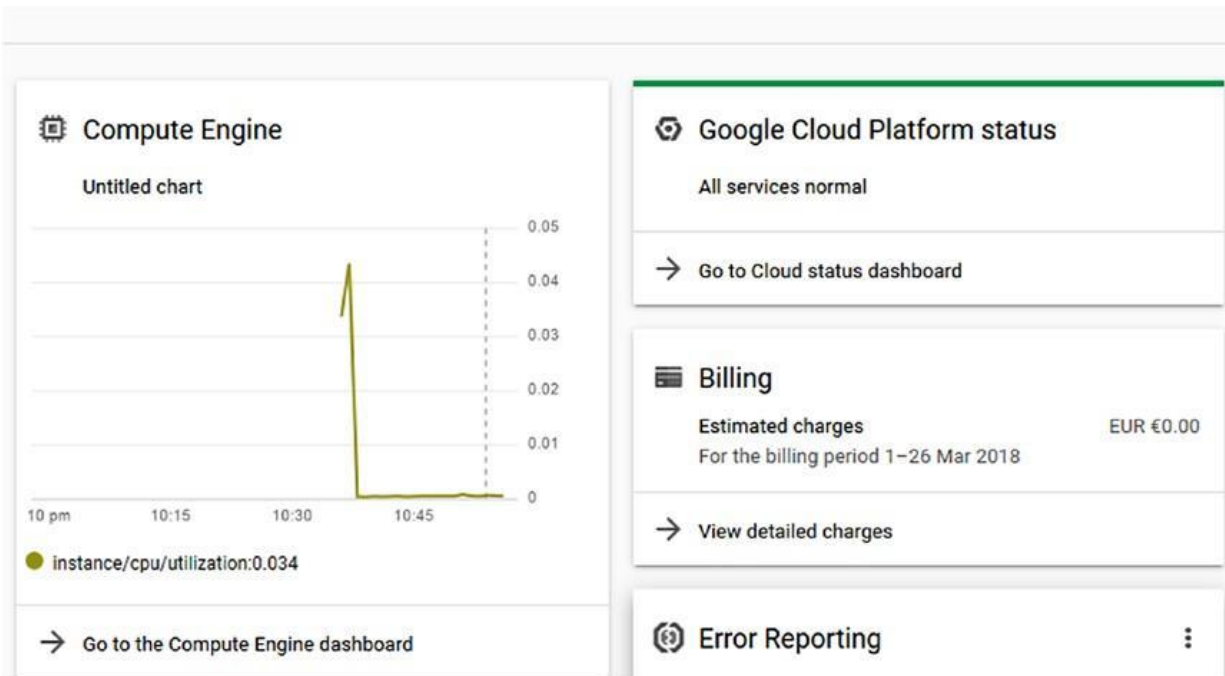 Compute Engine
Untitled chart
0.05
0.04
0.03
0.02
0.01
0
10 pm 10:15 10:30 10:45
instance/cpu/utilization:0.034
Go to the Compute Engine dashboard
Google Cloud Platform status
All services normal
Go to Cloud status dashboard
Billing
Estimated charges EUR €0.00
For the billing period 1–26 Mar 2018
View detailed charges
Error Reporting